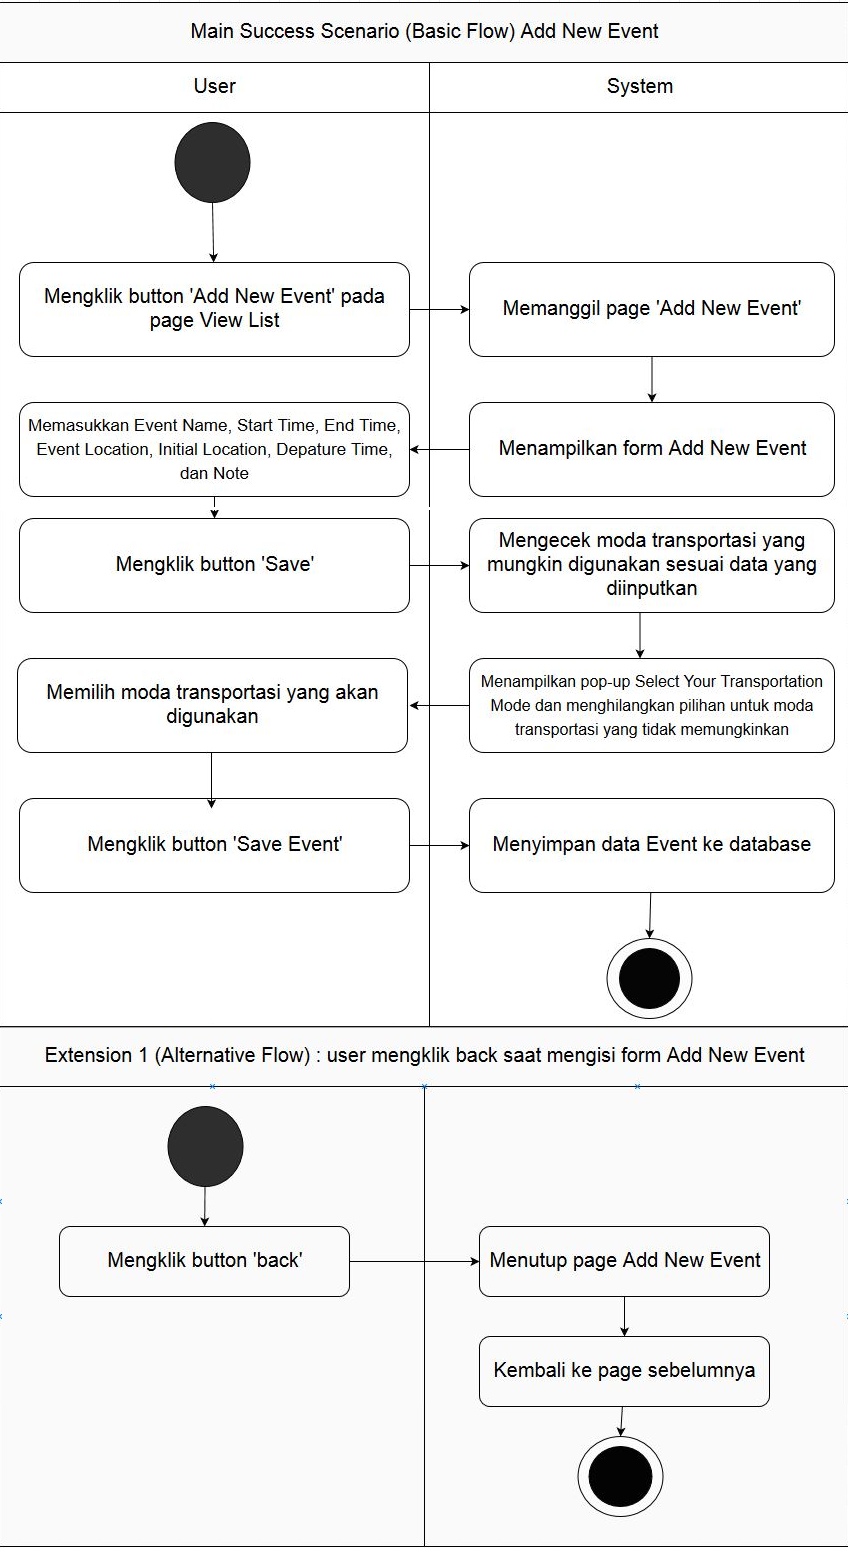 Main Success Scenario (Basic Flow) Add New Event
User
System
Mengklik button 'Add New Event' pada
page View List
Memanggil page 'Add New Event'
Memasukkan Event Name, Start Time, End Time,
Event Location, Initial Location, Depature Time,
dan Note
Menampilkan form Add New Event
Mengklik button 'Save'
Mengecek moda transportasi yang
mungkin digunakan sesuai data yang
diinputkan
Memilih moda transportasi yang akan
digunakan
Menampilkan pop-up Select Your Transportation
Mode dan menghilangkan pilihan untuk moda
transportasi yang tidak memungkinkan
Mengklik button 'Save Event'
Menyimpan data Event ke database
Extension 1 (Alternative Flow) : user mengklik back saat mengisi form Add New Event
Mengklik button 'back'
Menutup page Add New Event
Kembali ke page sebelumnya